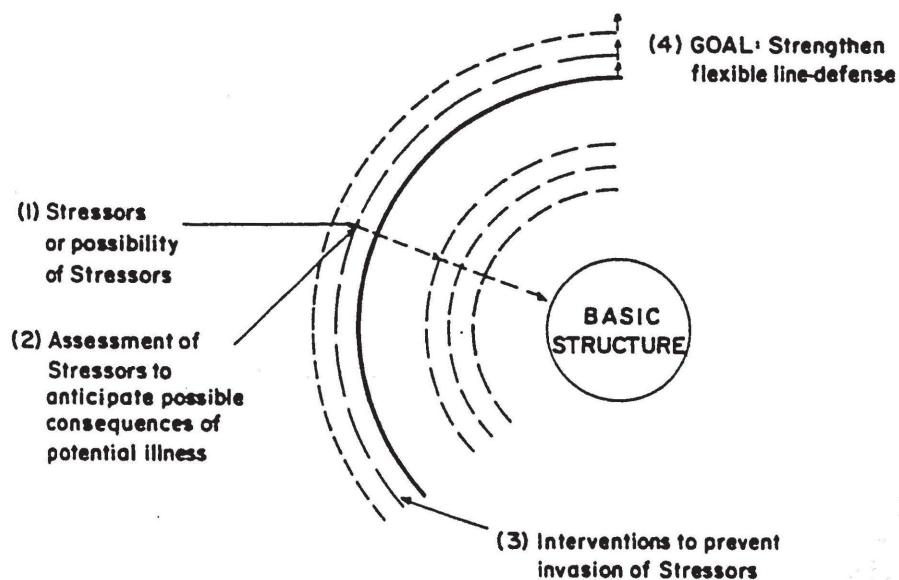 (4) GOAL: Strengthen
flexible line-defense
(1) Stressors
or possibility
of Stressors
(2) Assessment of
Stressors to
anticipate possible
consequences of
potential illness
BASIC
STRUCTURE
(3) Interventions to prevent
invasion of Stressors